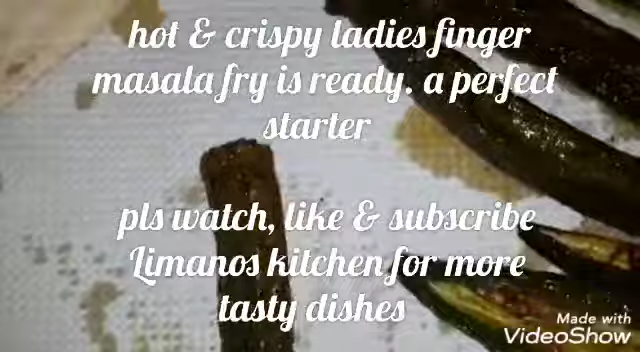 hot & crispy ladies finger
masala fry is ready. a perfect
starter
pls watch, like & subscribe
Limanos kitchen for more
tasty dishes
Made with
VideoShow